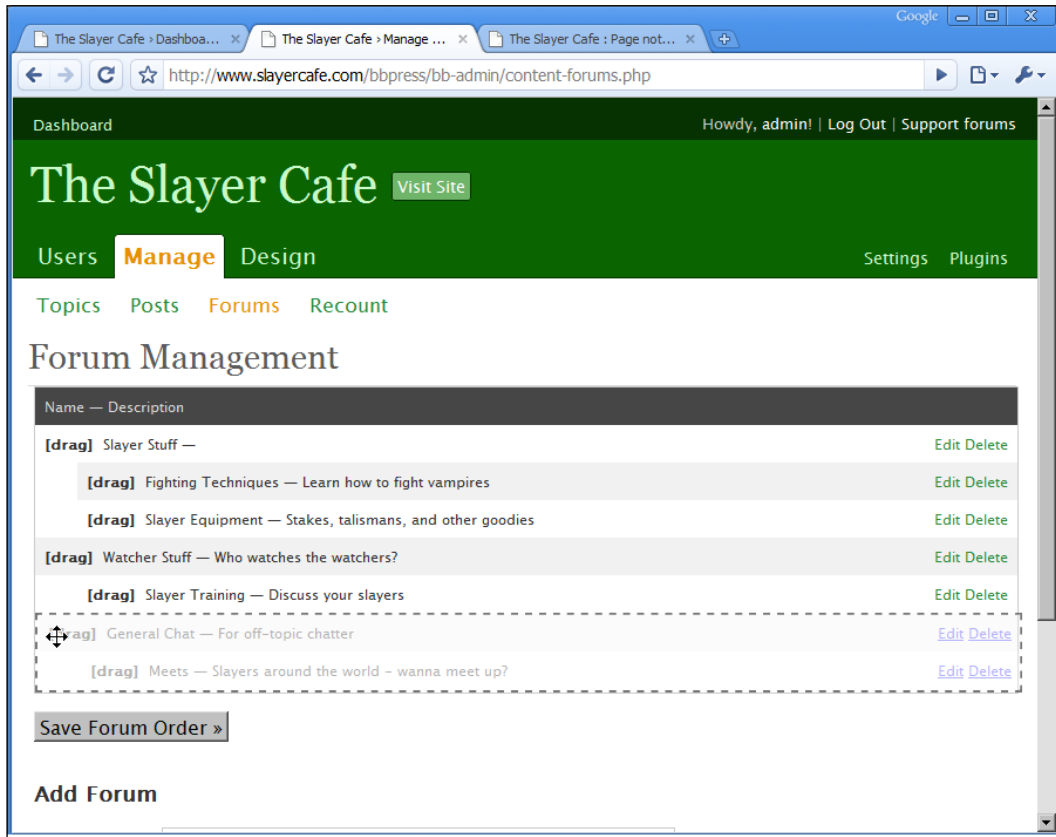 Google
The Slayer Cafe › Dashboa... The Slayer Cafe › Manage ... The Slayer Cafe : Page not...
http://www.slayercafe.com/bbpress/bb-admin/content-forums.php
Dashboard Howdy, admin! | Log Out | Support forums
The Slayer Cafe Visit Site
Users Manage Design Settings Plugins
Topics Posts Forums Recount
Forum Management
Name — Description
[drag] Slayer Stuff — Edit Delete
[drag] Fighting Techniques — Learn how to fight vampires Edit Delete
[drag] Slayer Equipment — Stakes, talismans, and other goodies Edit Delete
[drag] Watcher Stuff — Who watches the watchers? Edit Delete
[drag] Slayer Training — Discuss your slayers Edit Delete
[drag] General Chat — For off-topic chatter Edit Delete
[drag] Meets — Slayers around the world – wanna meet up? Edit Delete
Save Forum Order »
Add Forum